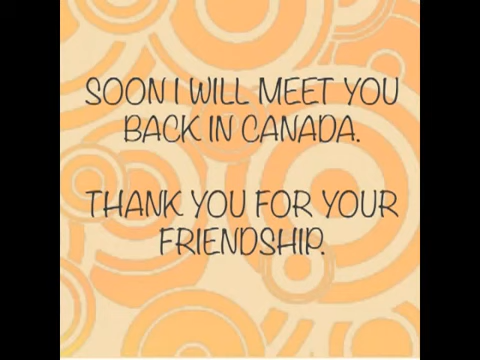 SOON I WILL MEET YOU
BACK IN CANADA.
THANK YOU FOR YOUR
FRIENDSHIP.